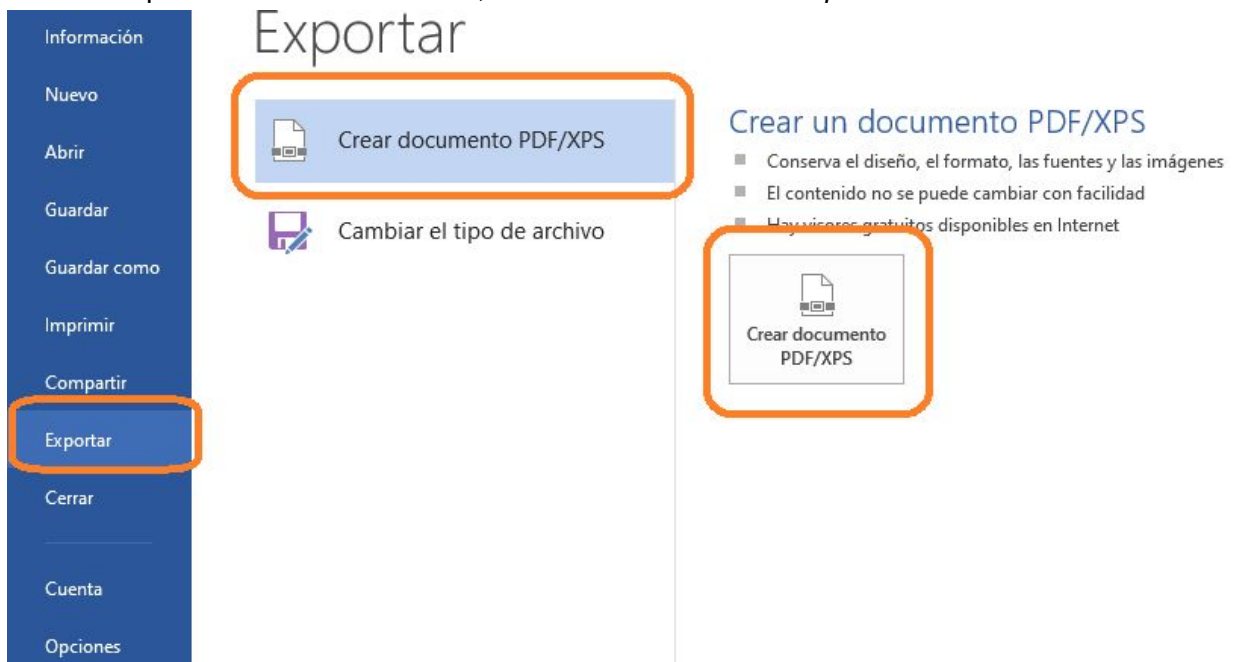 Información
Nuevo
Abrir
Guardar
Guardar como
Imprimir
Compartir
Exportar
Cerrar
Cuenta
Opciones
Exportar
Crear documento PDF/XPS
Cambiar el tipo de archivo
Crear un documento PDF/XPS
Conserva el diseño, el formato, las fuentes y las imágenes
El contenido no se puede cambiar con facilidad
Hay visores gratuitos disponibles en Internet
Crear documento
PDF/XPS